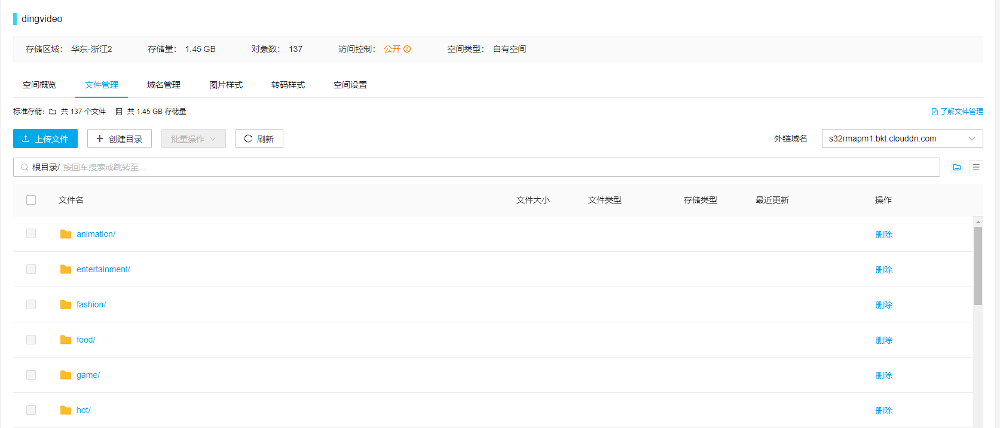 dingvideo
存储区域： 华东-浙江2 存储量： 1.45 GB 对象数： 137 访问控制： 公开 空间类型： 自有空间
空间概览 文件管理 域名管理 图片样式 转码样式 空间设置
标准存储： 共 137 个文件 共 1.45 GB 存储量 了解文件管理
上传文件 创建目录 批量操作 刷新 外链域名 s32rmapm1.bkt.clouddn.com
根目录/ 按回车搜索或跳转至...
文件名 文件大小 文件类型 存储类型 最近更新 操作
animation/ 删除
entertainment/ 删除
fashion/ 删除
food/ 删除
game/ 删除
hot/ 删除